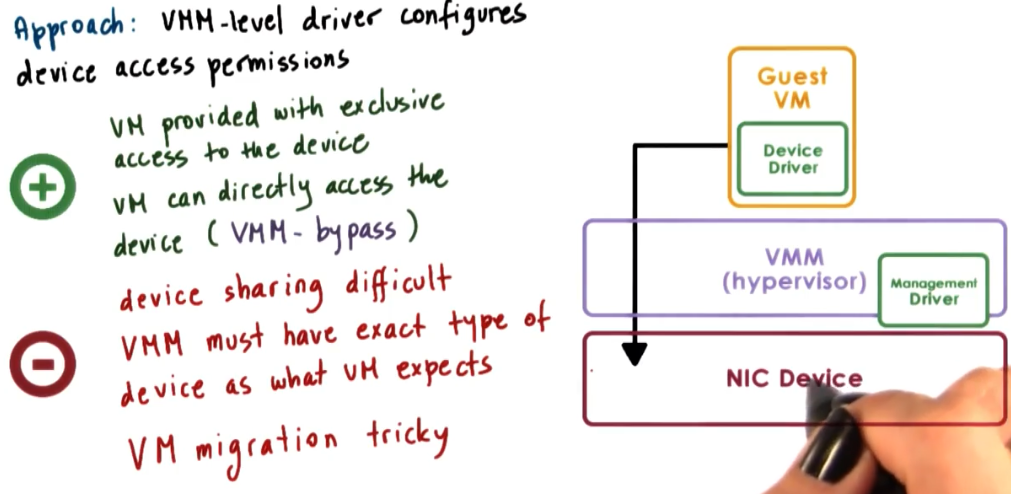 Approach: VMM-level driver configures
device access permissions
VM provided with exclusive
access to the device
VM can directly access the
device (VMM-bypass)
device sharing difficult
VMM must have exact type of
device as what VM expects
VM migration tricky
Guest
VM
Device
Driver
VMM
(hypervisor)
Management
Driver
NIC Device